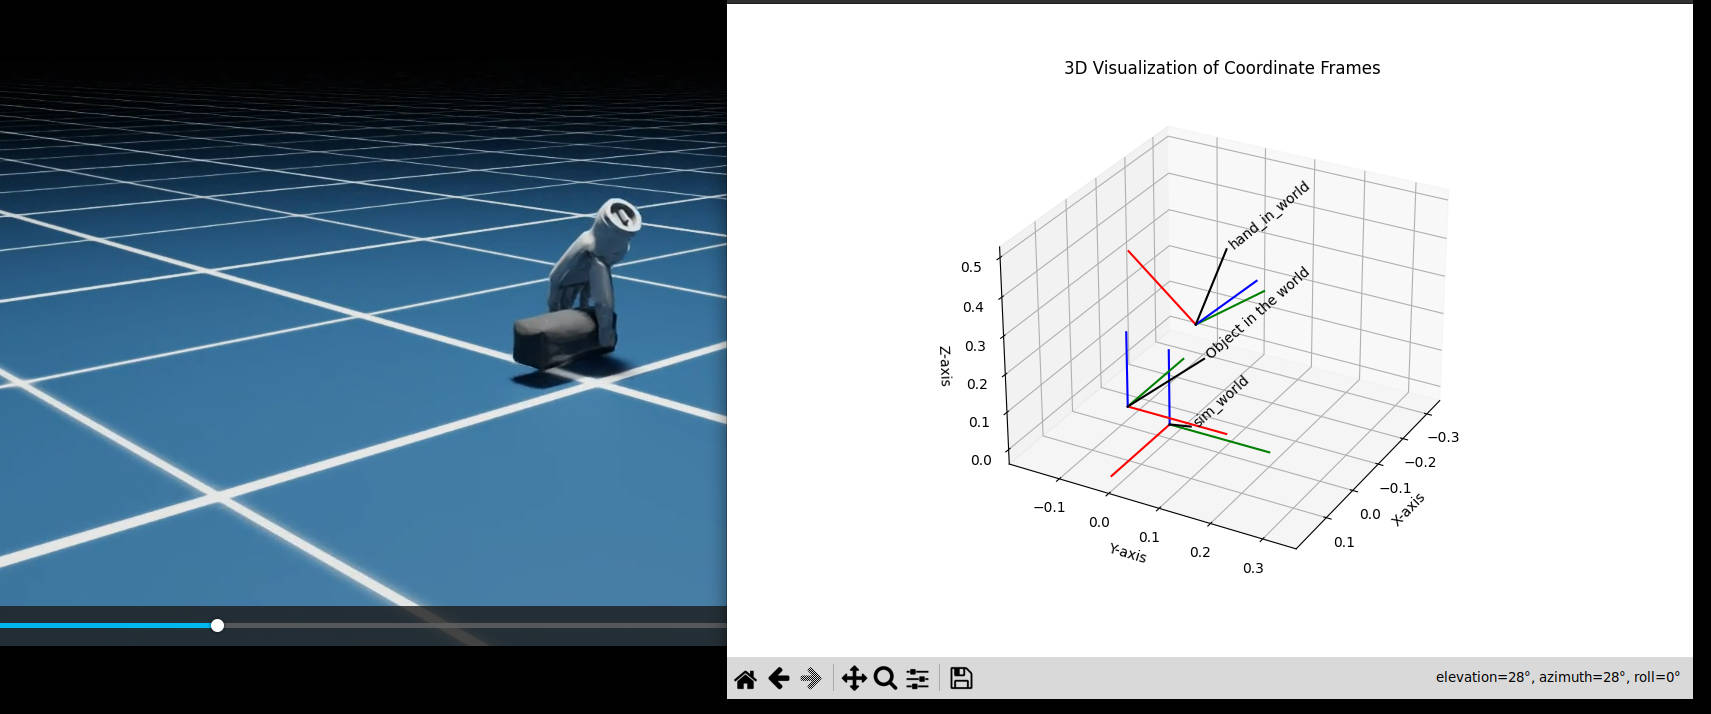 3D Visualization of Coordinate Frames
hand_in_world
Object in the world
sim_world
Z-axis
0.5
0.4
0.3
0.2
0.1
0.0
−0.1
0.0
0.1
0.2
0.3
Y-axis
−0.3
−0.2
−0.1
0.0
0.1
X-axis
elevation=28°, azimuth=28°, roll=0°